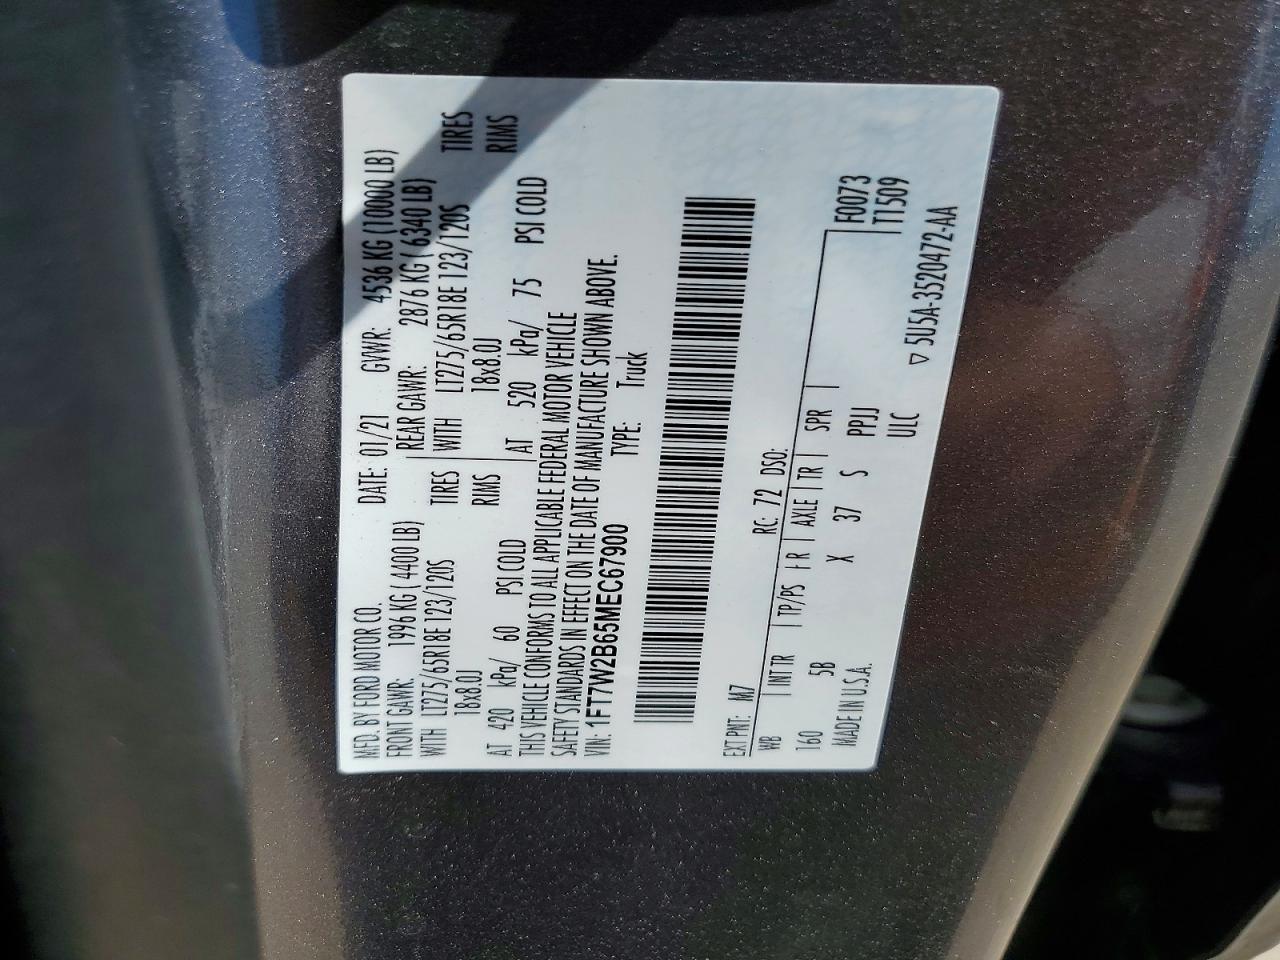 MFD. BY FORD MOTOR CO. DATE: 01/21 GVWR: 4536 KG (10000 LB)
FRONT GAWR: 1996 KG ( 4400 LB) REAR GAWR: 2876 KG ( 6340 LB)
WITH LT275/65R18E 123/120S TIRES WITH LT275/65R18E 123/120S TIRES
18x8.0J RIMS 18x8.0J RIMS
AT 420 kPa/ 60 PSI COLD AT 520 kPa/ 75 PSI COLD
THIS VEHICLE CONFORMS TO ALL APPLICABLE FEDERAL MOTOR VEHICLE
SAFETY STANDARDS IN EFFECT ON THE DATE OF MANUFACTURE SHOWN ABOVE.
VIN: 1FT7W2B65MEC67900 TYPE: Truck
EXT PNT: M7 RC: 72 DSO:
WB INT TR TP/PS R AXLE TR SPR F0073
160 5B X 37 S PPJJ T1509
MADE IN U.S.A. ULC
▽ 5U5A-3520472-AA